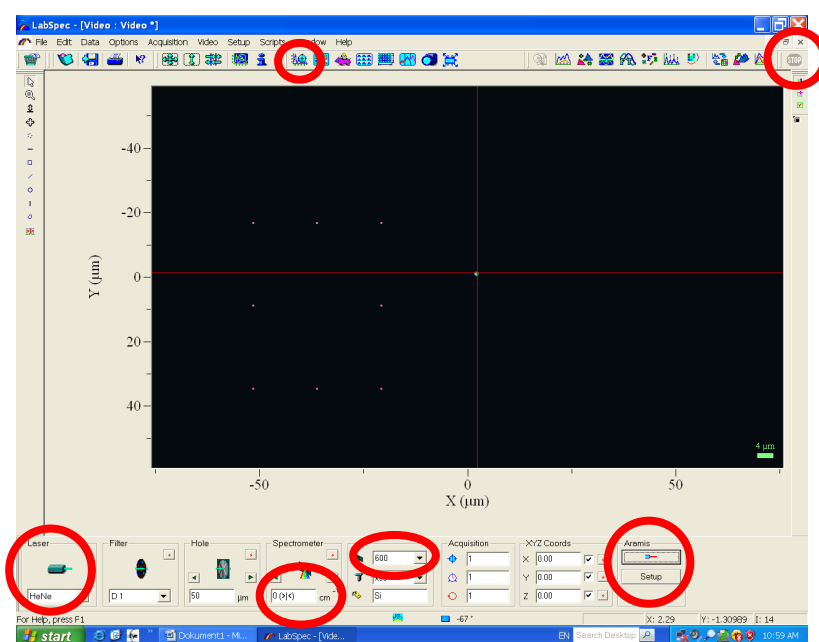 LabSpec - [Video : Video *]
File Edit Data Options Acquisition Video Setup Scripts Window Help
STOP
-40
-20
0
20
40
Y (µm)
4 µm
-50 0 50
X (µm)
Laser Filter Hole Spectrometer Acquisition XYZ Coords Aramis
600 1 X 0.00
1 Y 0.00 Setup
HeNe D 1 50 µm cm Si 1 Z 0.00
For Help, press F1 -67° X: 2.29 Y: -1.30989 I: 14
start Dokument1 - Mi... LabSpec - [Vide... EN Search Desktop 10:59 AM